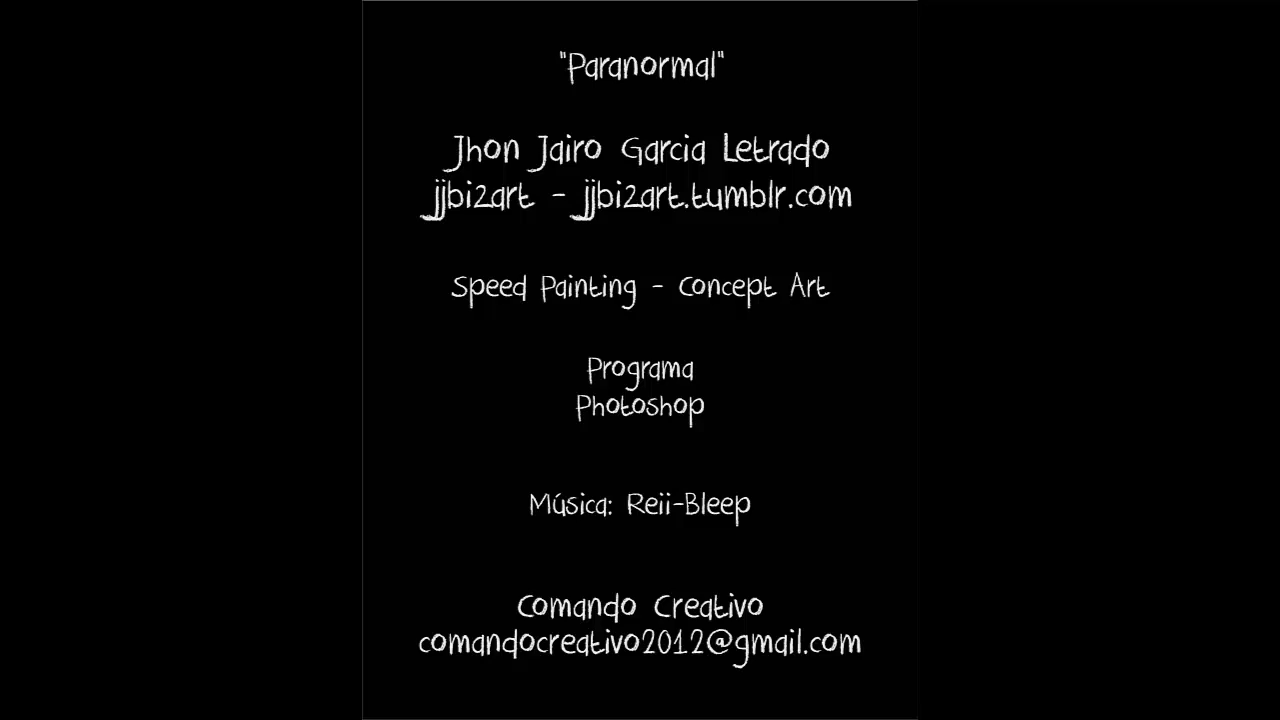 "Paranormal"
Jhon Jairo Garcia Letrado
jjbi2art - jjbi2art.tumblr.com
Speed Painting - Concept Art
Programa
Photoshop
Música: Reii-Bleep
Comando Creativo
comandocreativo2012@gmail.com